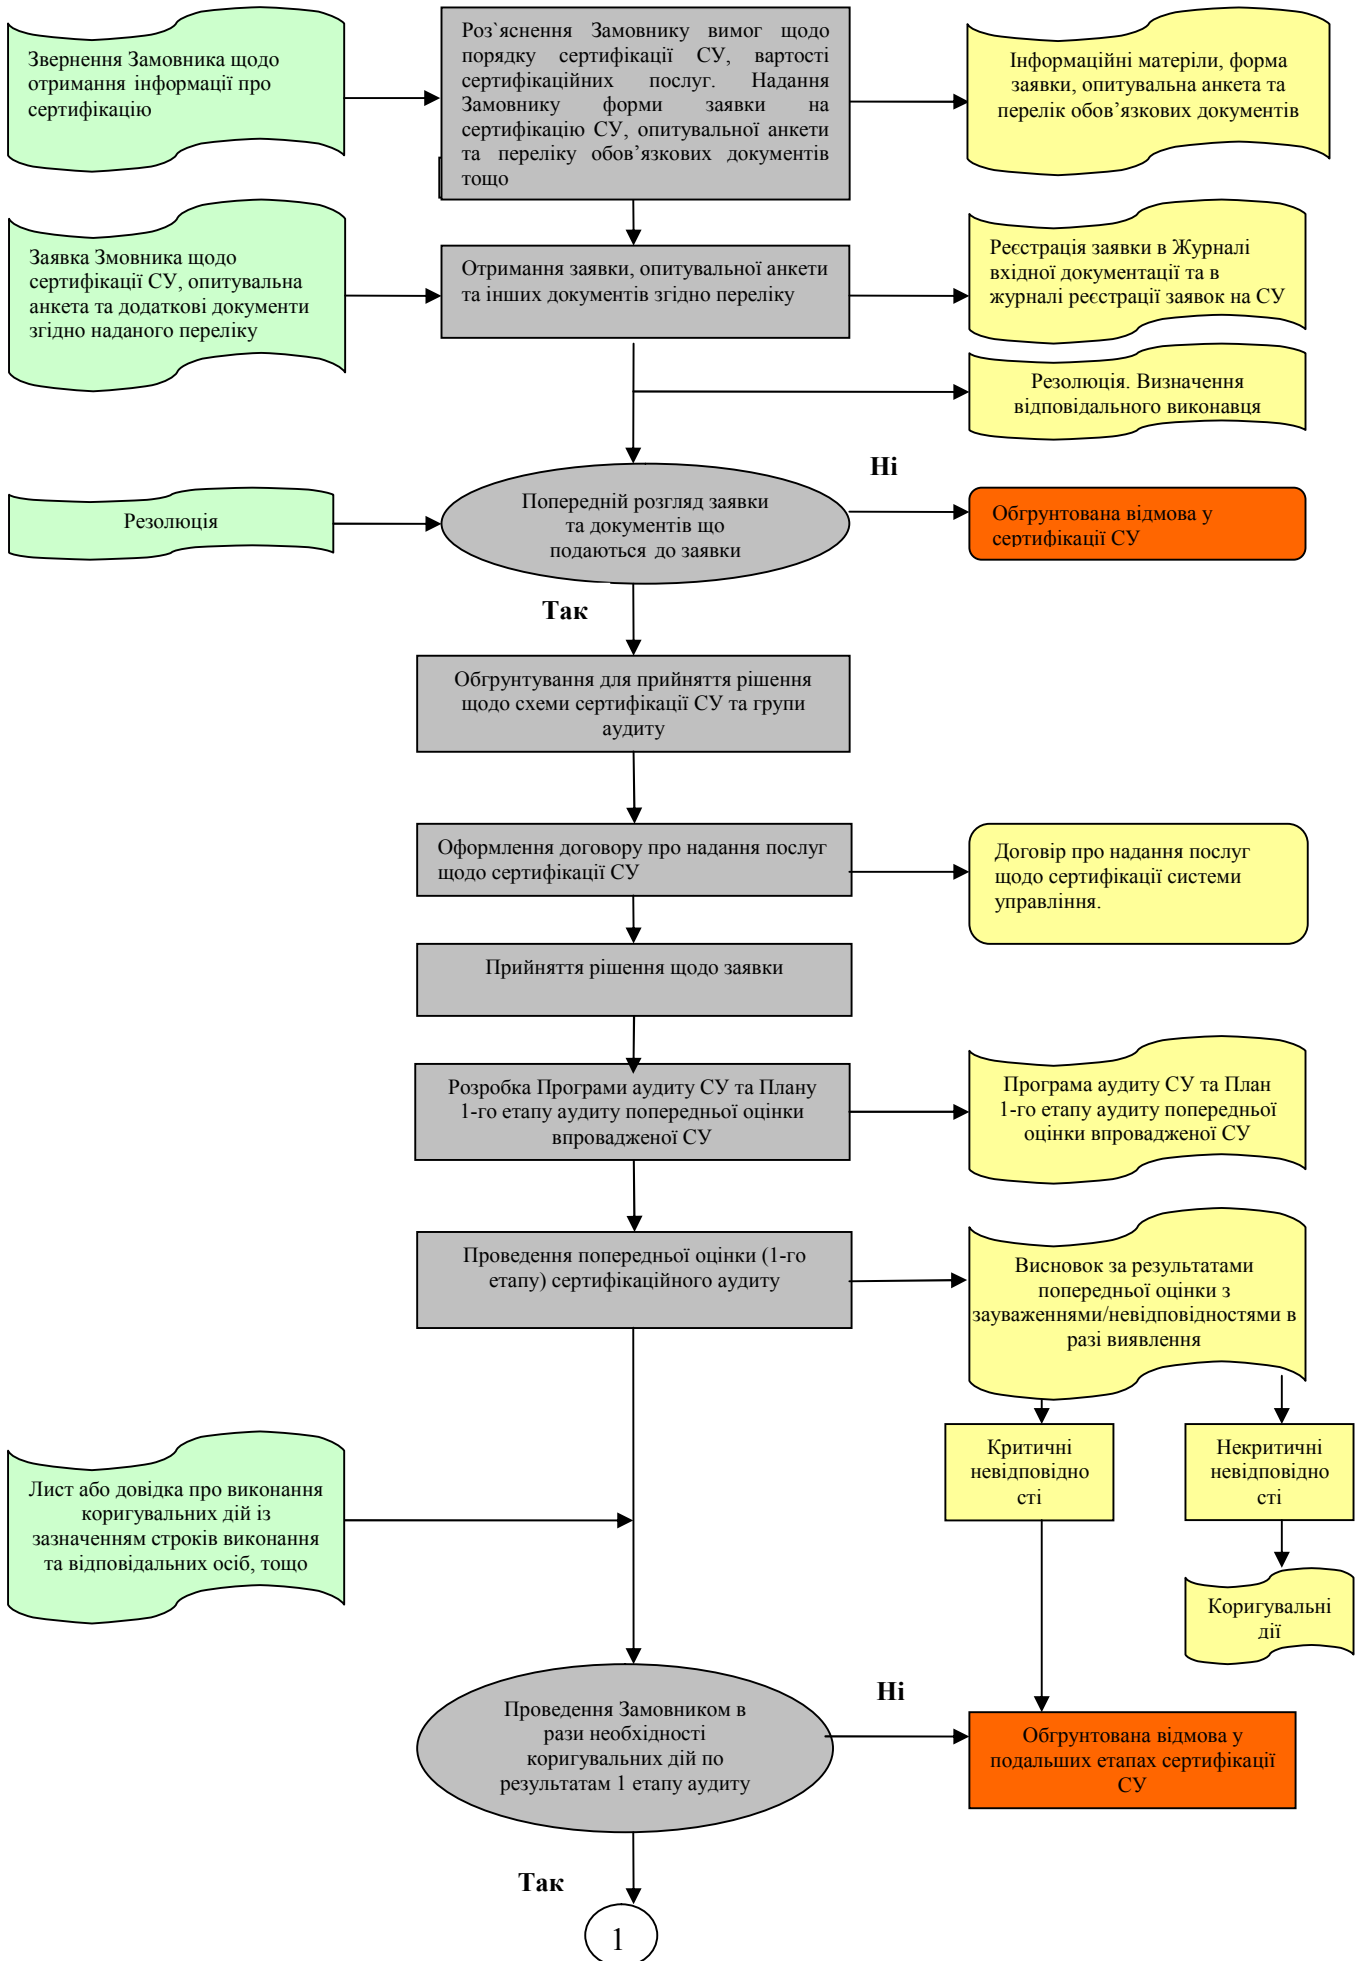 Звернення Замовника щодо
отримання інформації про
сертифікацію
Роз`яснення Замовнику вимог щодо
порядку сертифікації СУ, вартості
сертифікаційних послуг. Надання
Замовнику форми заявки на
сертифікацію СУ, опитувальної анкети
та переліку обов’язкових документів
тощо
Інформаційні матеріли, форма
заявки, опитувальна анкета та
перелік обов’язкових документів
Заявка Змовника щодо
сертифікації СУ, опитувальна
анкета та додаткові документи
згідно наданого переліку
Отримання заявки, опитувальної анкети
та інших документів згідно переліку
Реєстрація заявки в Журналі
вхідної документації та в
журналі реєстрації заявок на СУ
Резолюція. Визначення
відповідального виконавця
Ні
Резолюція
Попередній розгляд заявки
та документів що
подаються до заявки
Обгрунтована відмова у
сертифікації СУ
Так
Обгрунтування для прийняття рішення
щодо схеми сертифікації СУ та групи
аудиту
Оформлення договору про надання послуг
щодо сертифікації СУ
Договір про надання послуг
щодо сертифікації системи
управління.
Прийняття рішення щодо заявки
Розробка Програми аудиту СУ та Плану
1-го етапу аудиту попередньої оцінки
впровадженої СУ
Програма аудиту СУ та План
1-го етапу аудиту попередньої
оцінки впровадженої СУ
Проведення попередньої оцінки (1-го
етапу) сертифікаційного аудиту
Висновок за результатами
попередньої оцінки з
зауваженнями/невідповідностями в
разі виявлення
Критичні
невідповідно
сті
Некритичні
невідповідно
сті
Лист або довідка про виконання
коригувальних дій із
зазначенням строків виконання
та відповідальних осіб, тощо
Коригувальні
дії
Ні
Проведення Замовником в
рази необхідності
коригувальних дій по
результатам 1 етапу аудиту
Обгрунтована відмова у
подальших етапах сертифікації
СУ
Так
1